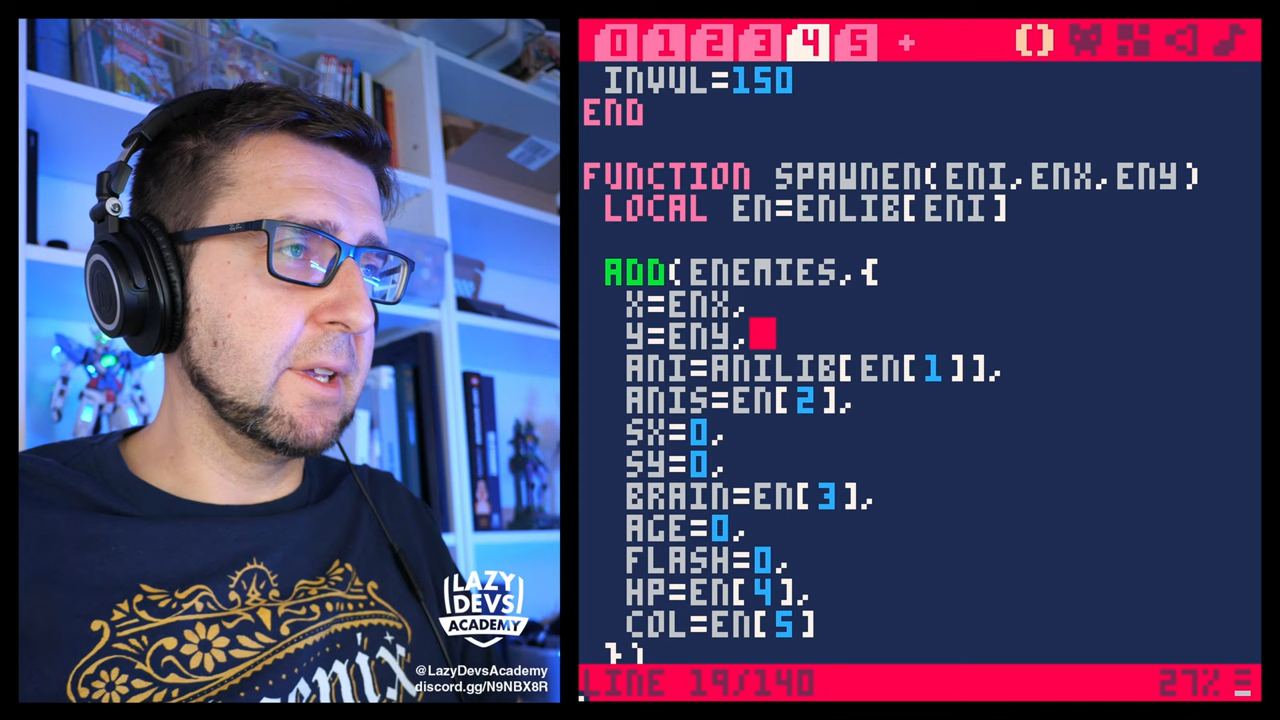 LAZY
DEVS
ACADEMY
@LazyDevsAcademy
discord.gg/N9NBX8R
0 1 2 3 4 5 +
INVUL=150
END
FUNCTION SPAWNEN(ENI,ENX,ENY)
LOCAL EN=ENLIB[ENI]
ADD(ENEMIES,{
X=ENX,
Y=ENY,
ANI=ANILIB[EN[1]],
ANIS=EN[2],
SX=0,
SY=0,
BRAIN=EN[3],
AGE=0,
FLASH=0,
HP=EN[4],
COL=EN[5]
})
LINE 19/140 27%